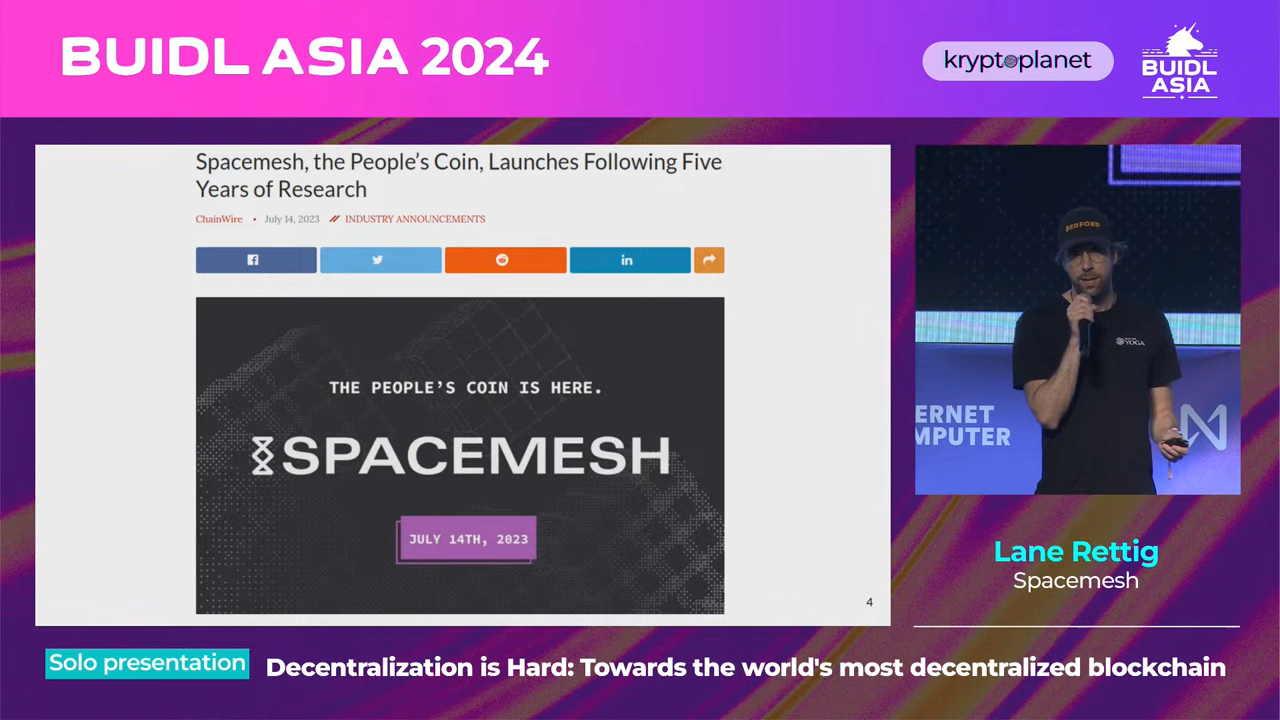 BUIDL ASIA 2024
kryptoplanet
BUIDL
ASIA
Spacemesh, the People's Coin, Launches Following Five
Years of Research
ChainWire • July 14, 2023 // INDUSTRY ANNOUNCEMENTS
THE PEOPLE'S COIN IS HERE.
SPACEMESH
JULY 14TH, 2023
4
BEDFORD
YOGA
ERNET
MPUTER
Lane Rettig
Spacemesh
Solo presentation
Decentralization is Hard: Towards the world's most decentralized blockchain